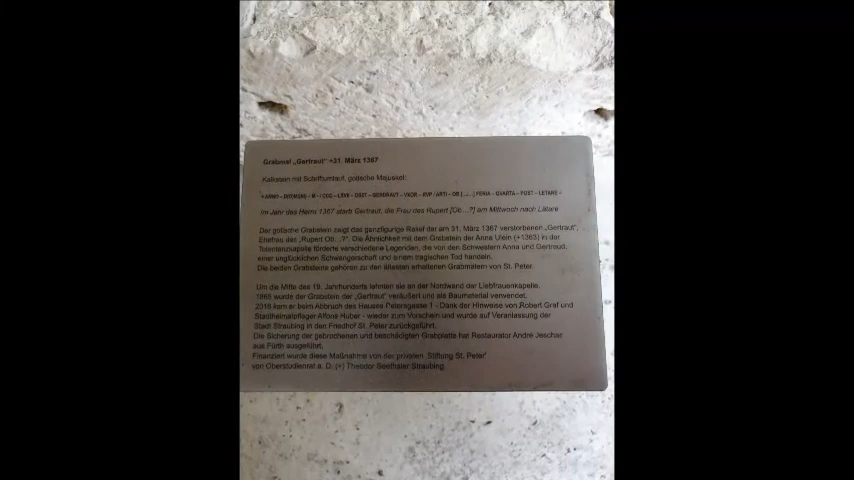 Grabmal „Gertraut“ +31. März 1367
Kalkstein mit Schriftumlauf, gotische Majuskel:
im Jahr des Herrn 1367 starb Gertraut, die Frau des Rupert [Ob...?] am Mittwoch nach Lätare
Der gotische Grabstein zeigt das ganzfigurige Relief der am 31. März 1367 verstorbenen „Gertraut“,
Ehefrau des „Rupert Ob...?“. Die Ähnlichkeit mit dem Grabstein der Anna (+1363) in der
Totentanzkapelle förderte verschiedene Legenden, die von den Schwestern Anna und Gertraud,
einer unglücklichen Schwangerschaft und einem tragischen Tod handeln.
Die beiden Grabsteine gehören zu den ältesten erhaltenen Grabmälern von St. Peter.
Um die Mitte des 19. Jahrhunderts lehnten sie an der Nordwand der Liebfrauenkapelle.
wurde der Grabstein der „Gertraut“ veräußert und als Baumaterial verwendet.
2018 kam er beim Abbruch des Hauses Petersgasse 1 - Dank der Hinweise von Robert Graf und
Stadtheimatpfleger Alfons Huber - wieder zum Vorschein und wurde auf Veranlassung der
Stadt Straubing in den Friedhof St. Peter zurückgeführt.
Die Sicherung der gebrochenen und beschädigten Grabplatte hat Restaurator André Jeschar
aus Fürth ausgeführt.
Finanziert wurde diese Maßnahme von der privaten „Stiftung St. Peter“
von Oberstudienrat a. D. (+) Theodor Seethaler Straubing.